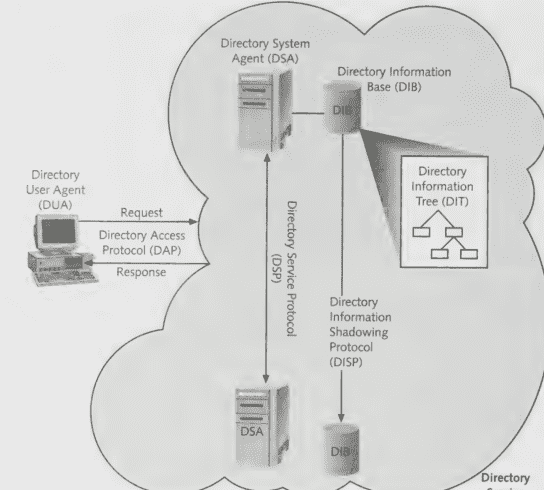 Directory System
Agent (DSA)
Directory Information
Base (DIB)
DIB
Directory
Information
Tree (DIT)
Directory
User Agent
(DUA)
Request
Directory Access
Protocol (DAP)
Response
Directory Service Protocol
(DSP)
Directory
Information
Shadowing
Protocol
(DISP)
DSA
DIB
Directory